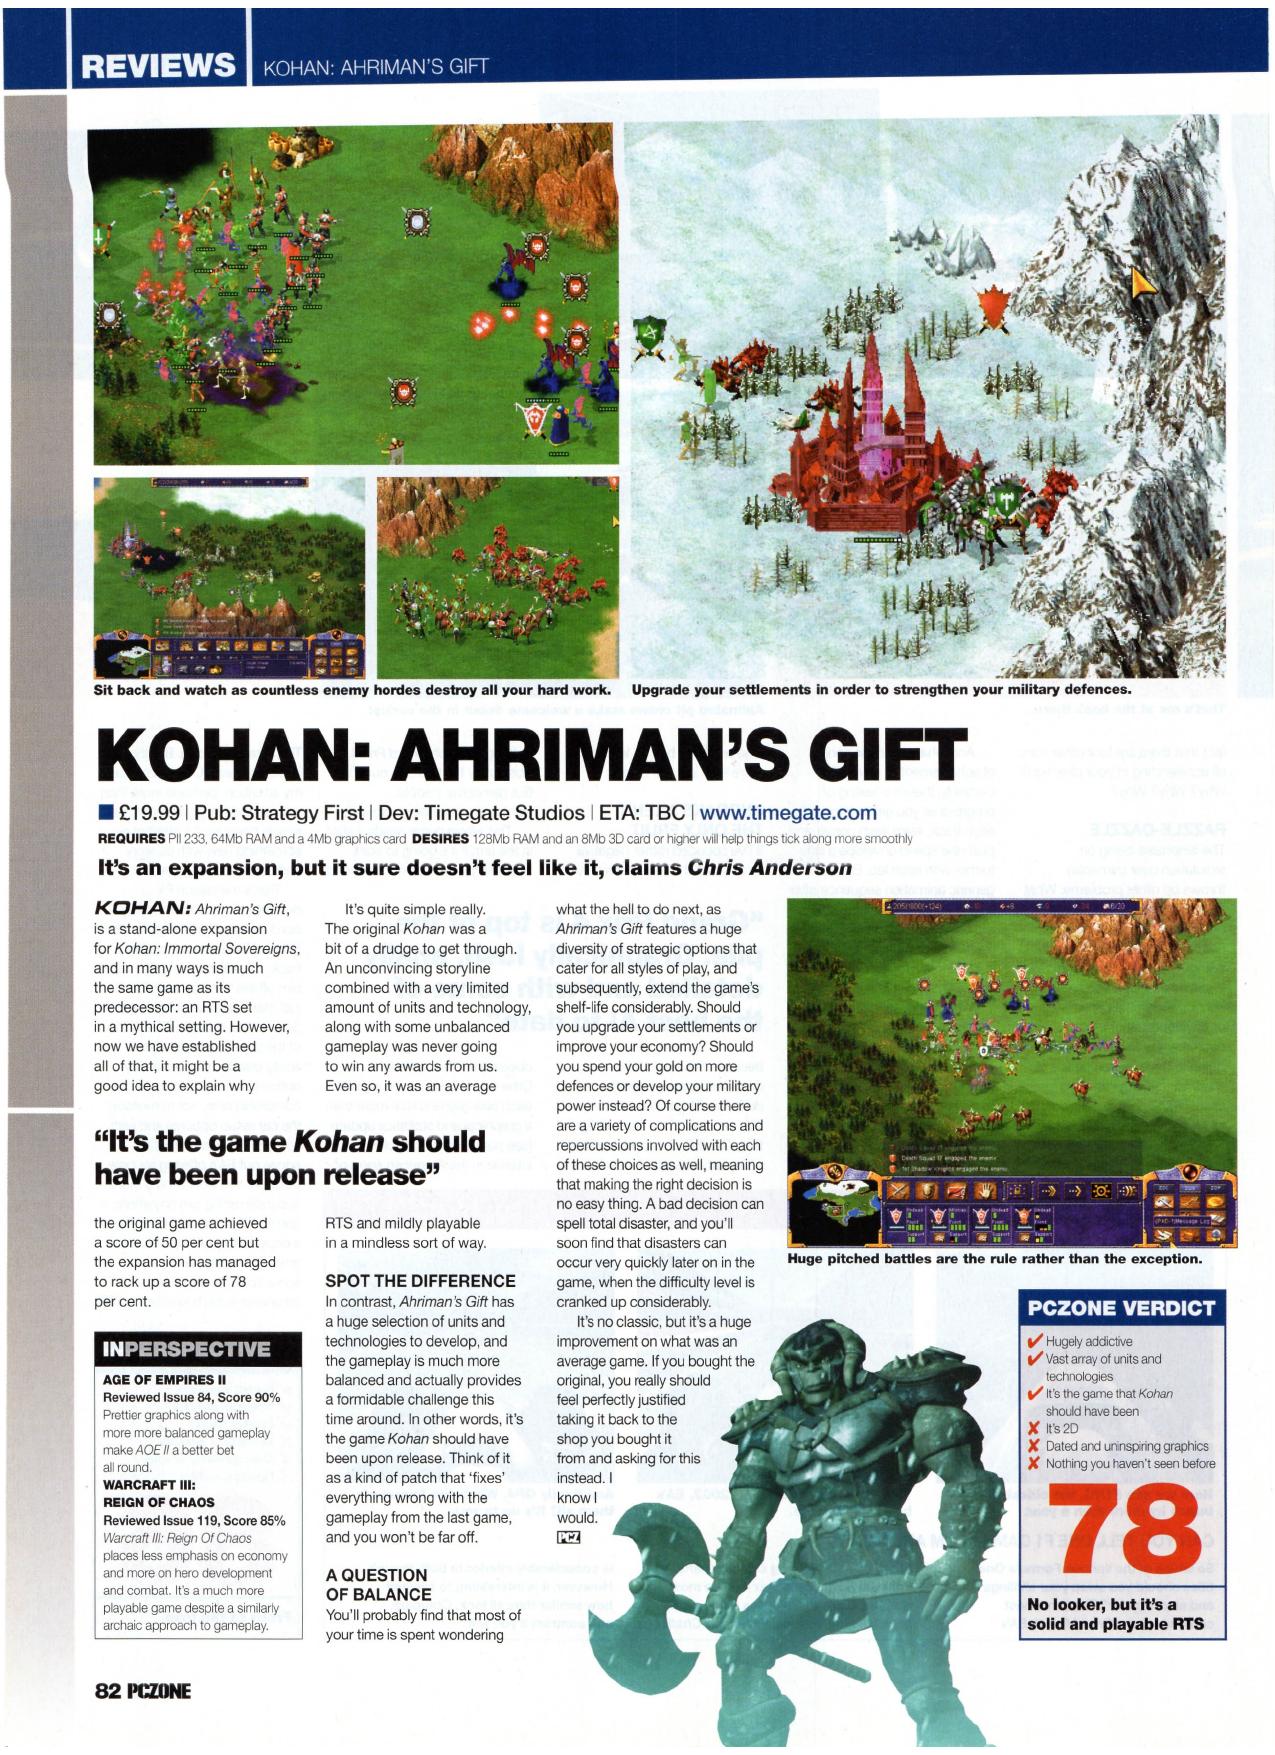 REVIEWS
KOHAN: AHRIMAN'S GIFT
Sit back and watch as countless enemy hordes destroy all your hard work.
Upgrade your settlements in order to strengthen your military defences.
KOHAN: AHRIMAN'S GIFT
£19.99 | Pub: Strategy First | Dev: Timegate Studios | ETA: TBC | www.timegate.com
REQUIRES PII 233, 64Mb RAM and a 4Mb graphics card DESIRES 128Mb RAM and an 8Mb 3D card or higher will help things tick along more smoothly
It's an expansion, but it sure doesn't feel like it, claims Chris Anderson
KOHAN: Ahriman's Gift,
is a stand-alone expansion
for Kohan: Immortal Sovereigns,
and in many ways is much
the same game as its
predecessor: an RTS set
in a mythical setting. However,
now we have established
all of that, it might be a
good idea to explain why
"It's the game Kohan should
have been upon release"
the original game achieved
a score of 50 per cent but
the expansion has managed
to rack up a score of 78
per cent.
INPERSPECTIVE
AGE OF EMPIRES II
Reviewed Issue 84, Score 90%
Prettier graphics along with
more more balanced gameplay
make AOE II a better bet
all round.
WARCRAFT III:
REIGN OF CHAOS
Reviewed Issue 119, Score 85%
Warcraft III: Reign Of Chaos
places less emphasis on economy
and more on hero development
and combat. It's a much more
playable game despite a similarly
archaic approach to gameplay.
It's quite simple really.
The original Kohan was a
bit of a drudge to get through.
An unconvincing storyline
combined with a very limited
amount of units and technology,
along with some unbalanced
gameplay was never going
to win any awards from us.
Even so, it was an average
RTS and mildly playable
in a mindless sort of way.
SPOT THE DIFFERENCE
In contrast, Ahriman's Gift has
a huge selection of units and
technologies to develop, and
the gameplay is much more
balanced and actually provides
a formidable challenge this
time around. In other words, it's
the game Kohan should have
been upon release. Think of it
as a kind of patch that 'fixes'
everything wrong with the
gameplay from the last game,
and you won't be far off.
A QUESTION
OF BALANCE
You'll probably find that most of
your time is spent wondering
what the hell to do next, as
Ahriman's Gift features a huge
diversity of strategic options that
cater for all styles of play, and
subsequently, extend the game's
shelf-life considerably. Should
you upgrade your settlements or
improve your economy? Should
you spend your gold on more
defences or develop your military
power instead? Of course there
are a variety of complications and
repercussions involved with each
of these choices as well, meaning
that making the right decision is
no easy thing. A bad decision can
spell total disaster, and you'll
soon find that disasters can
occur very quickly later on in the
game, when the difficulty level is
cranked up considerably.
It's no classic, but it's a huge
improvement on what was an
average game. If you bought the
original, you really should
feel perfectly justified
taking it back to the
shop you bought it
from and asking for this
instead. I
know I
would.
PCZ
Death Squad 17 engaged the enemy
1st Shadow Knights engaged the enemy
Huge pitched battles are the rule rather than the exception.
PCZONE VERDICT
Hugely addictive
Vast array of units and
technologies
It's the game that Kohan
should have been
It's 2D
Dated and uninspiring graphics
Nothing you haven't seen before
78
No looker, but it's a
solid and playable RTS
82 PCZONE